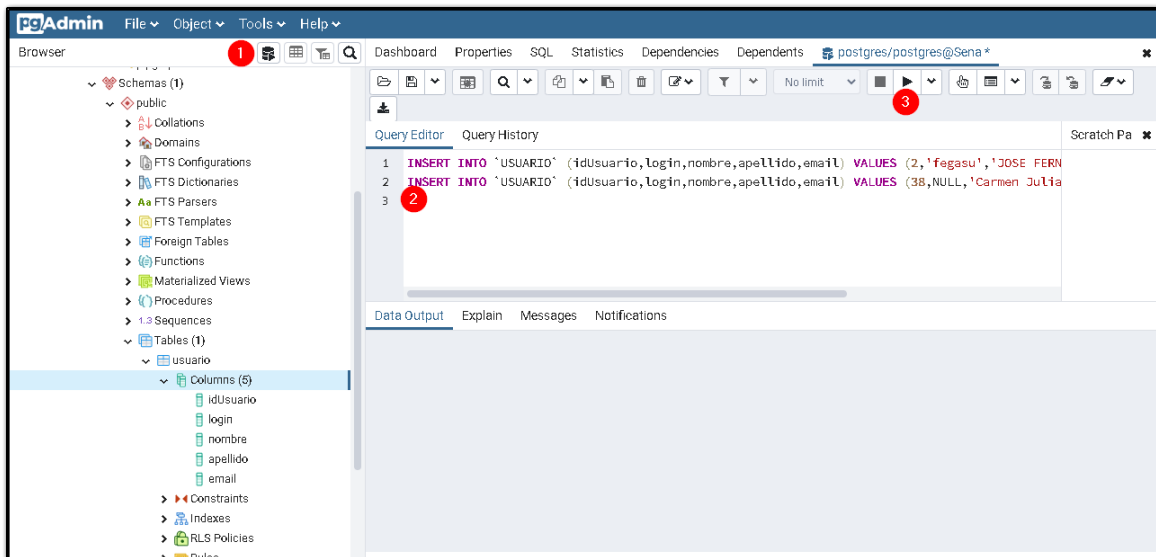 pgAdmin File Object Tools Help
Browser 1
Dashboard Properties SQL Statistics Dependencies Dependents postgres/postgres@Sena *
No limit
3
Schemas (1)
public
Collations
Domains
FTS Configurations
FTS Dictionaries
Aa FTS Parsers
FTS Templates
Foreign Tables
Functions
Materialized Views
Procedures
1..3 Sequences
Tables (1)
usuario
Columns (5)
idUsuario
login
nombre
apellido
email
Constraints
Indexes
RLS Policies
Query Editor Query History Scratch Pa
1 INSERT INTO `USUARIO` (idUsuario,login,nombre,apellido,email) VALUES (2,'fegasu','JOSE FERN
2 INSERT INTO `USUARIO` (idUsuario,login,nombre,apellido,email) VALUES (38,NULL,'Carmen Julia
3 2
Data Output Explain Messages Notifications